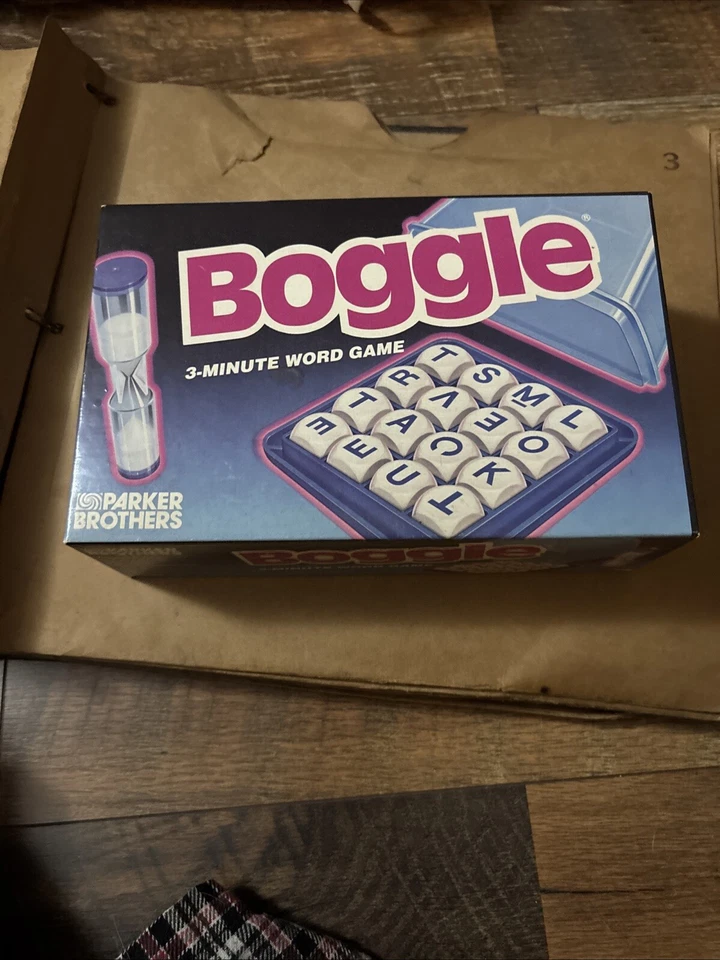 3
Boggle®
3-MINUTE WORD GAME
T S M L
R V E O
T A C K
E E U T
PARKER
BROTHERS
Boggle